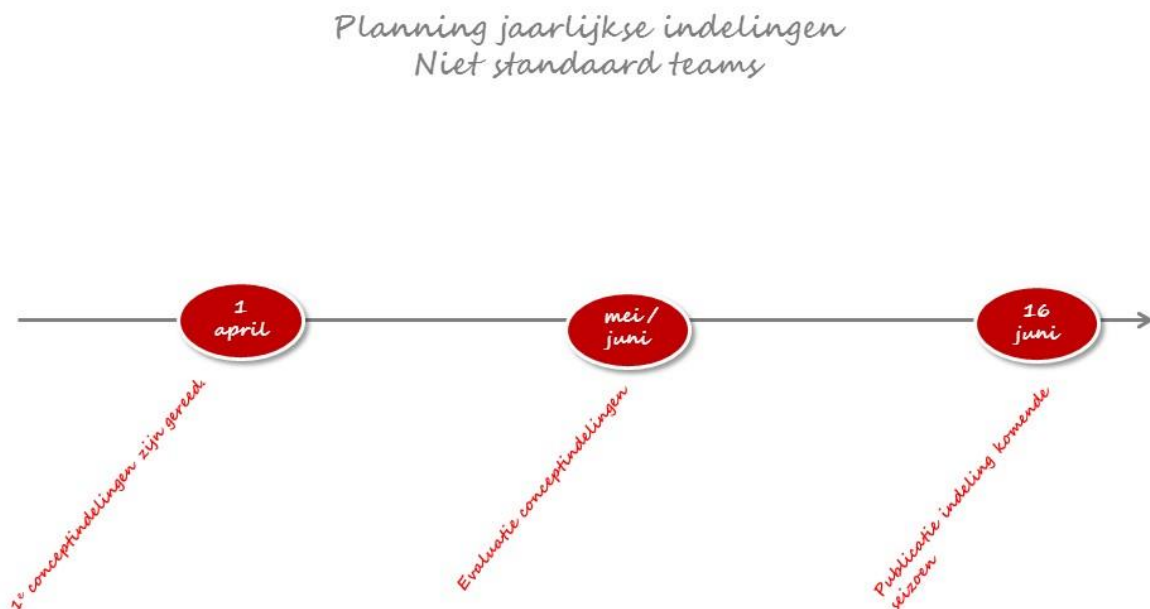 Planning jaarlijkse indelingen
Niet standaard teams
1
april
mei /
juni
16
juni
1e conceptindelingen zijn gereed.
Evaluatie conceptindelingen
Publicatie indeling komende
seizoen